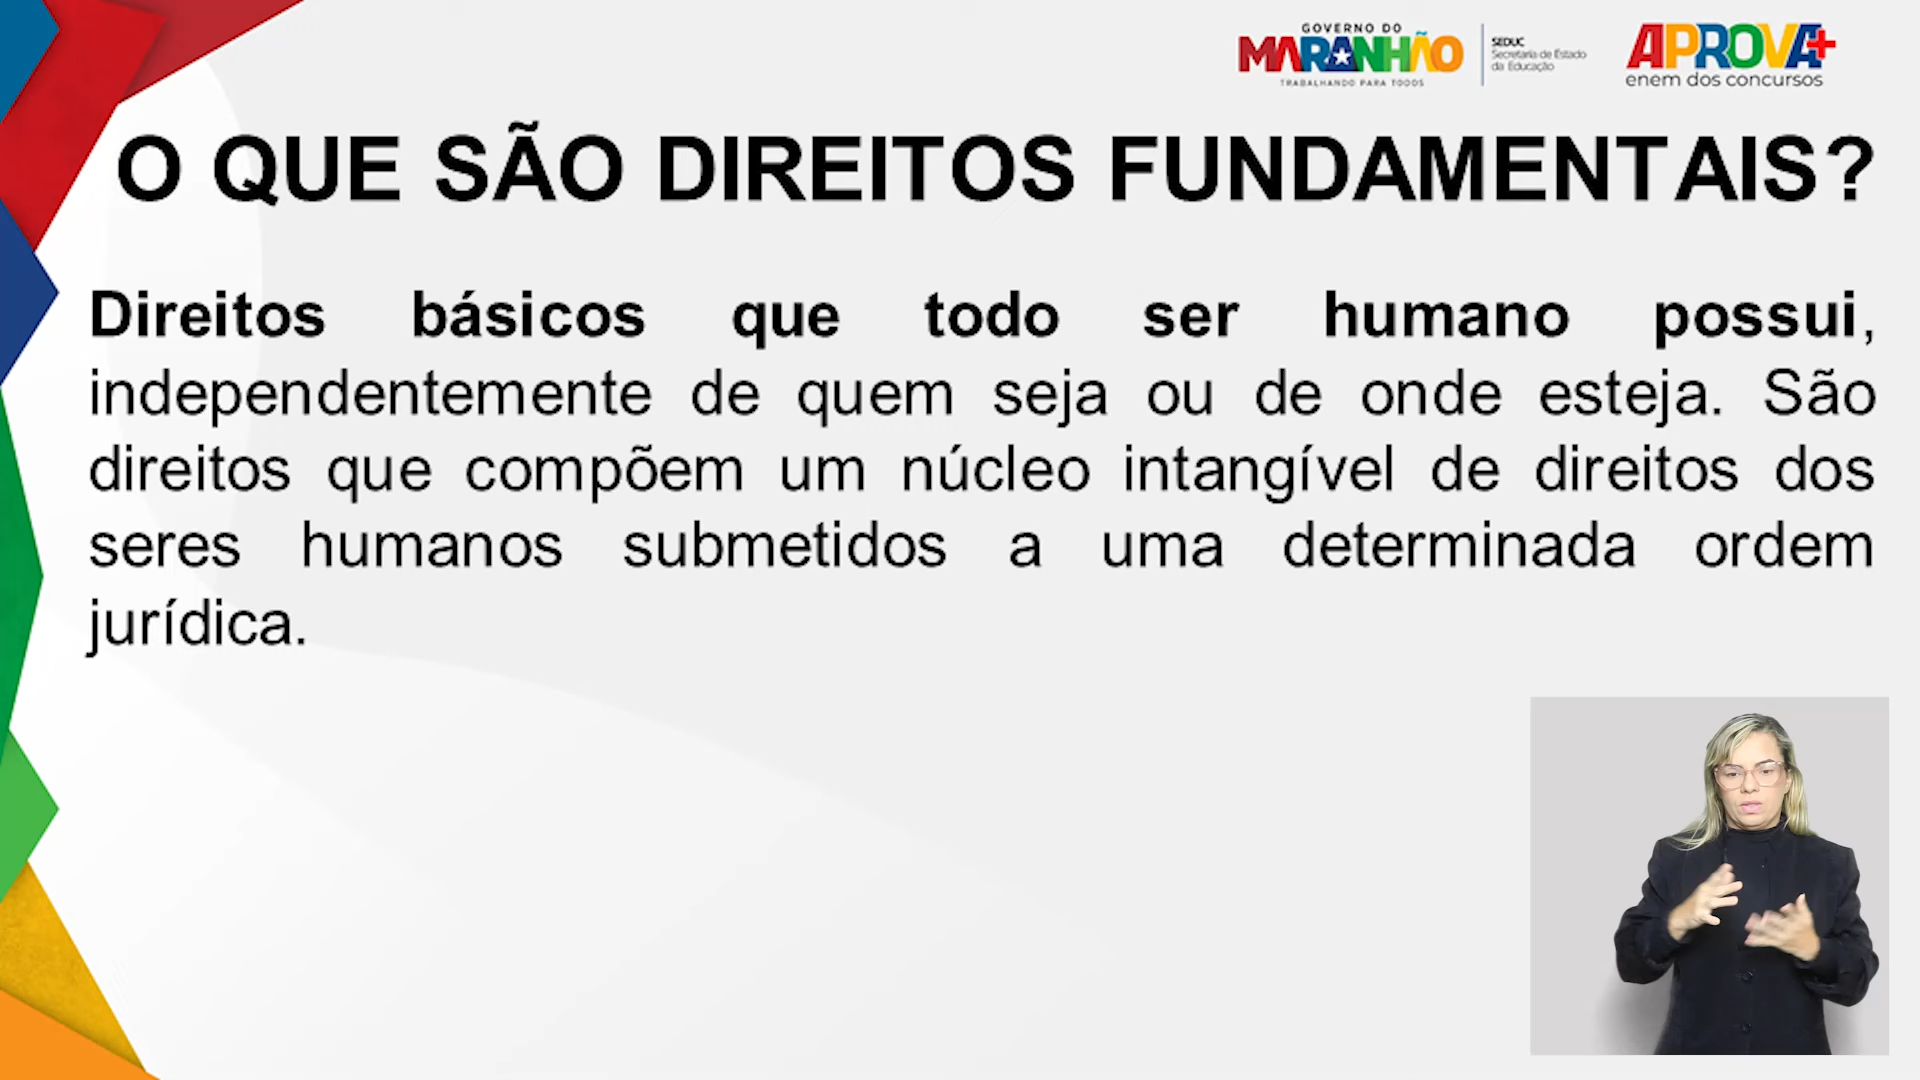 GOVERNO DO
MARANHÃO
TRABALHANDO PARA TODOS
SEDUC
Secretaria de Estado
da Educação
APROVA+
enem dos concursos
O QUE SÃO DIREITOS FUNDAMENTAIS?
Direitos básicos que todo ser humano possui,
independentemente de quem seja ou de onde esteja. São
direitos que compõem um núcleo intangível de direitos dos
seres humanos submetidos a uma determinada ordem
jurídica.